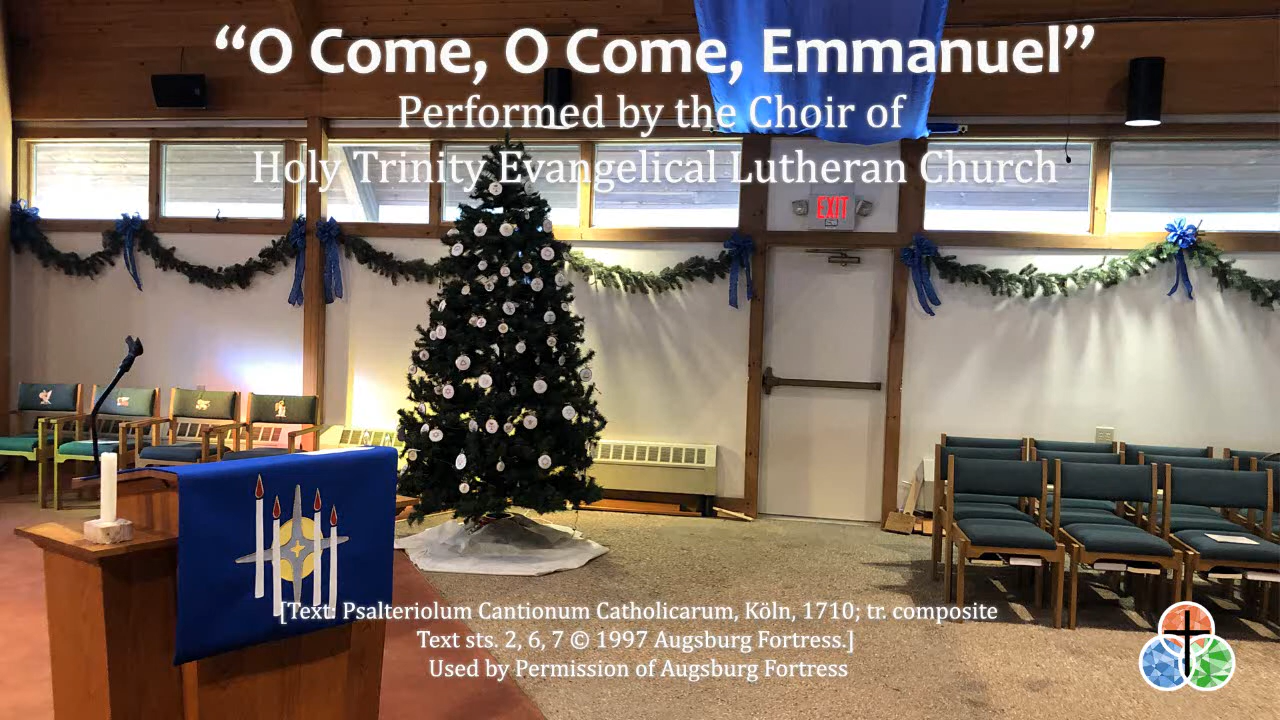 “O Come, O Come, Emmanuel”
Performed by the Choir of
Holy Trinity Evangelical Lutheran Church
EXIT
[Text: Psalteriolum Cantionum Catholicarum, Köln, 1710; tr. composite
Text sts. 2, 6, 7 © 1997 Augsburg Fortress.]
Used by Permission of Augsburg Fortress